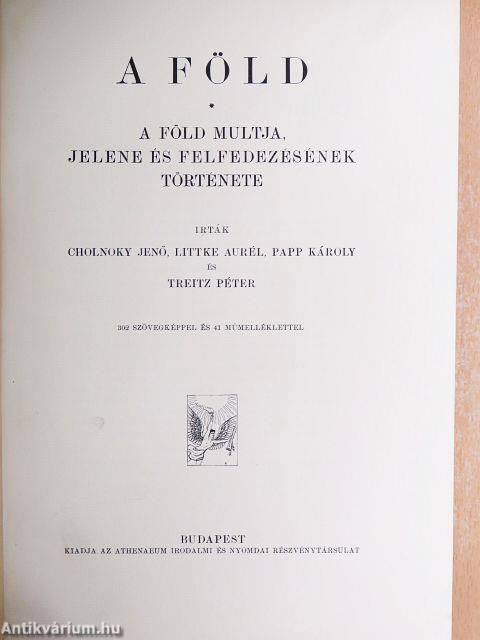 A FÖLD
*
A FÖLD MULTJA,
JELENE ÉS FELFEDEZÉSÉNEK
TÖRTÉNETE
IRTÁK
CHOLNOKY JENŐ, LITTKE AURÉL, PAPP KÁROLY
ÉS
TREITZ PÉTER
302 SZÖVEGKÉPPEL ÉS 41 MŰMELLÉKLETTEL
BUDAPEST
KIADJA AZ ATHENAEUM IRODALMI ÉS NYOMDAI RÉSZVÉNYTÁRSULAT
Antikvárium.hu